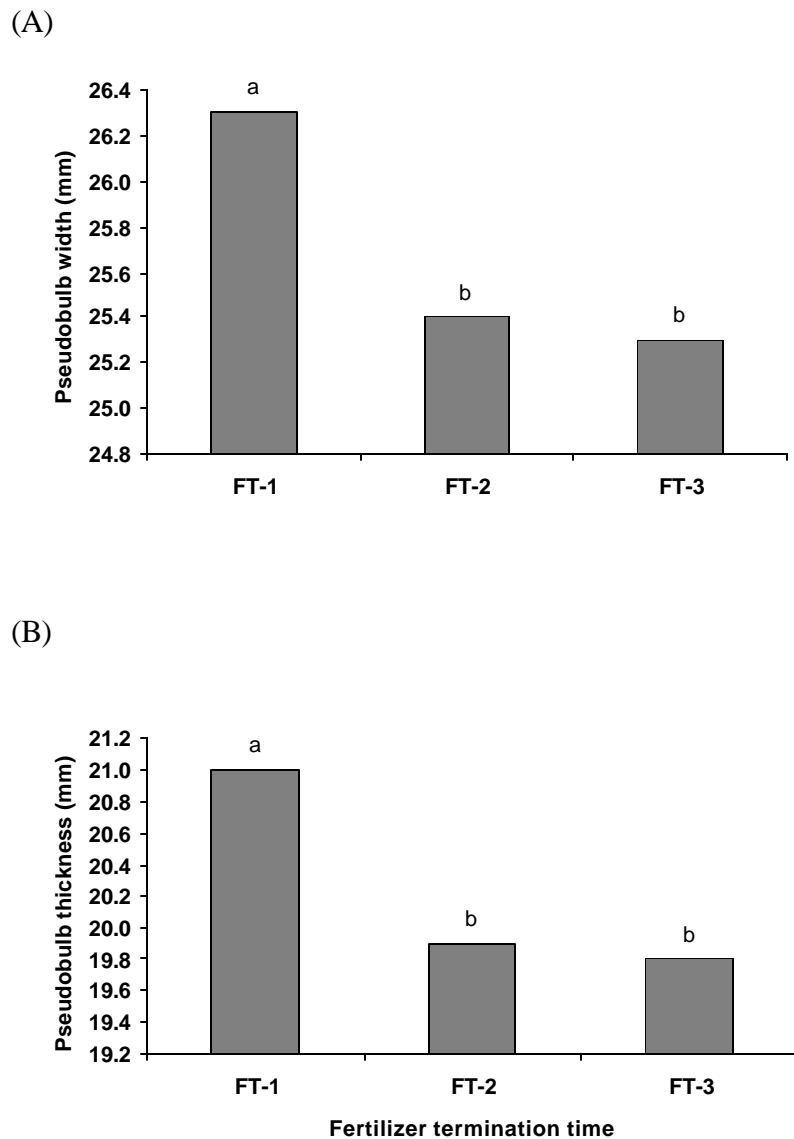 (A)
Pseudobulb width (mm)
26.4
26.2
26.0
25.8
25.6
25.4
25.2
25.0
24.8
a
b
b
FT-1 FT-2 FT-3
(B)
Pseudobulb thickness (mm)
21.2
21.0
20.8
20.6
20.4
20.2
20.0
19.8
19.6
19.4
19.2
a
b
b
FT-1 FT-2 FT-3
Fertilizer termination time